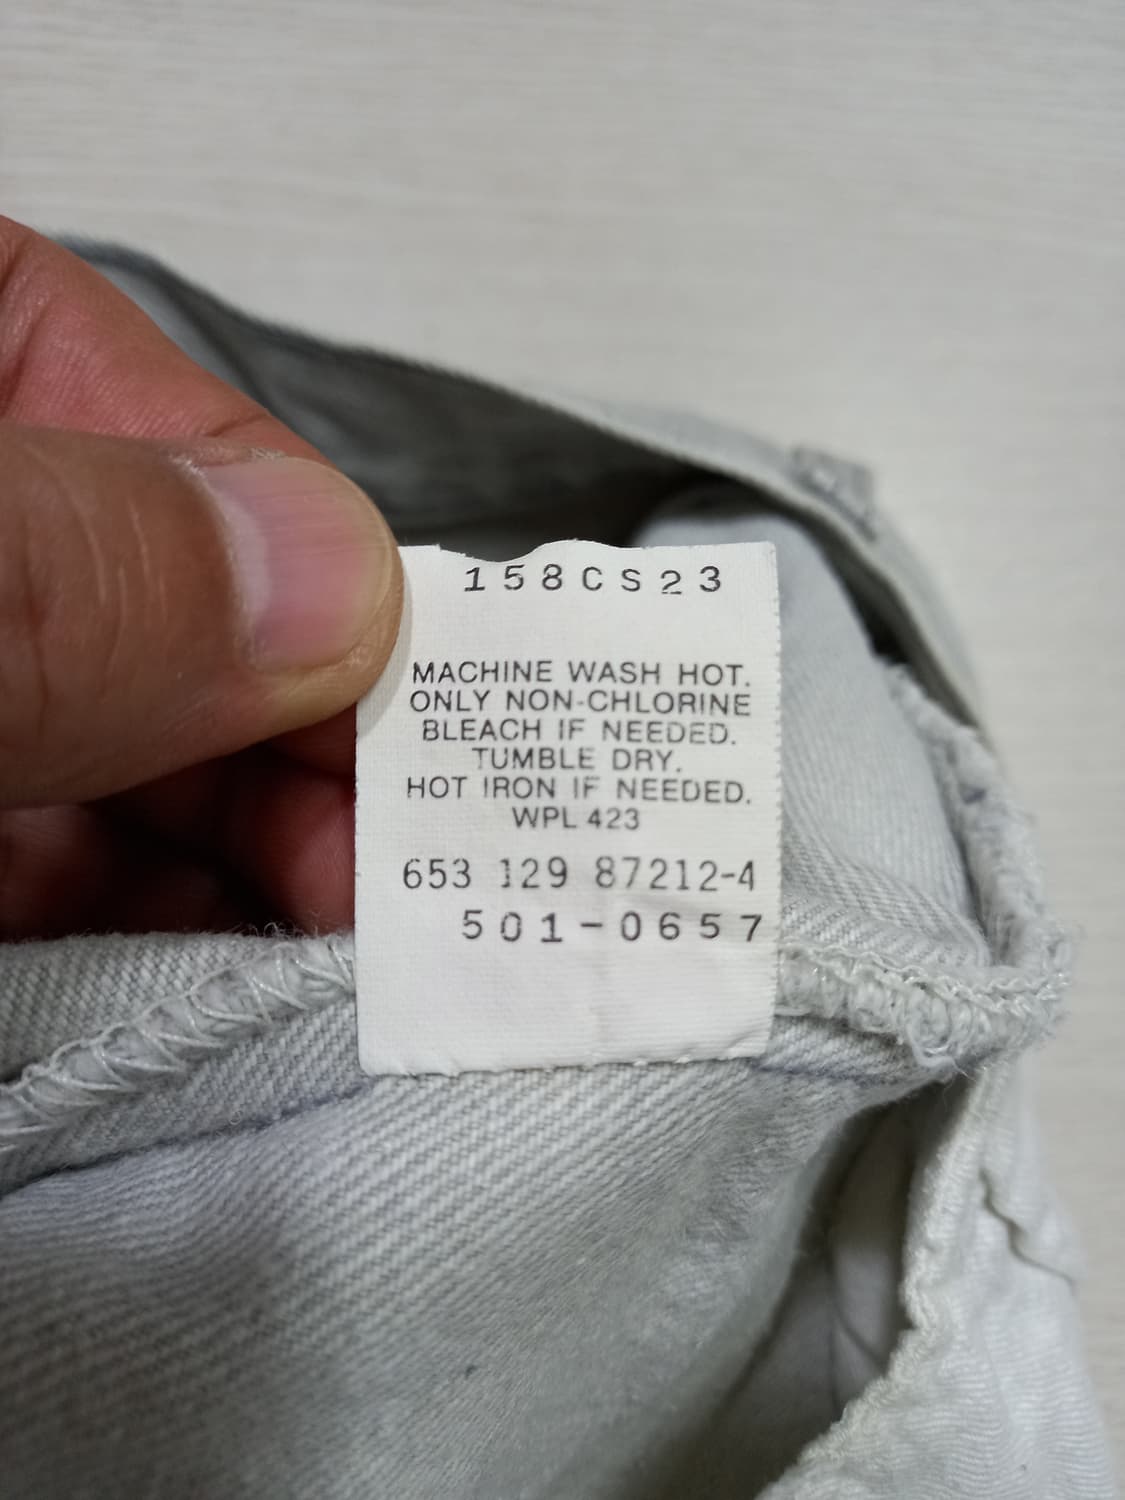 158CS23
MACHINE WASH HOT.
ONLY NON-CHLORINE
BLEACH IF NEEDED.
TUMBLE DRY.
HOT IRON IF NEEDED.
WPL 423
653 129 87212-4
501-0657